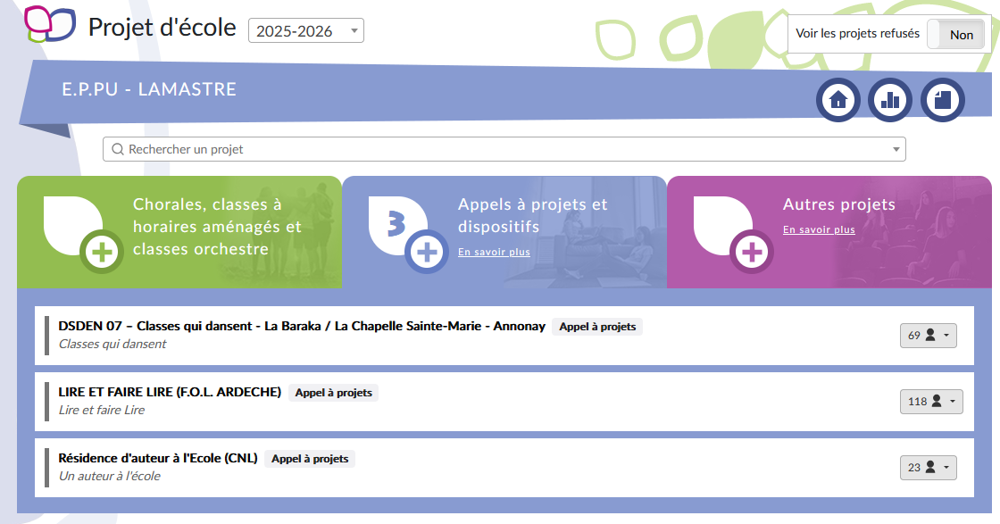 Projet d'école
2025-2026
Voir les projets refusés
Non
E.P.PU - LAMASTRE
Rechercher un projet
Chorales, classes à
horaires aménagés et
classes orchestre
3
Appels à projets et
dispositifs
En savoir plus
Autres projets
En savoir plus
DSDEN 07 – Classes qui dansent - La Baraka / La Chapelle Sainte-Marie - Annonay Appel à projets
Classes qui dansent
69
LIRE ET FAIRE LIRE (F.O.L. ARDECHE) Appel à projets
Lire et faire Lire
118
Résidence d'auteur à l'Ecole (CNL) Appel à projets
Un auteur à l'école
23